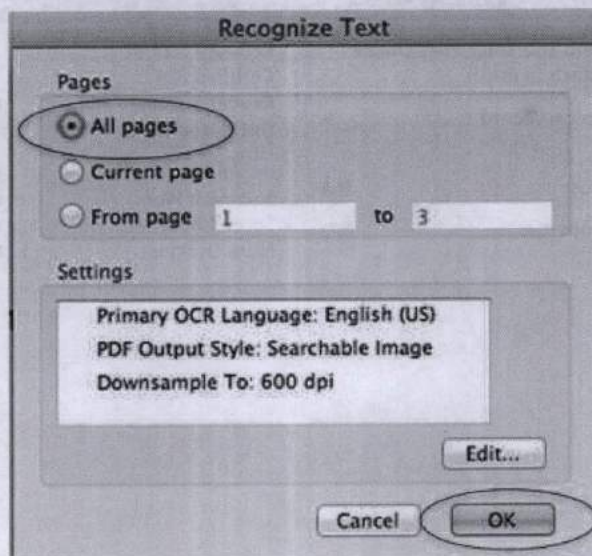 Recognize Text
Pages
All pages
Current page
From page 1 to 3
Settings
Primary OCR Language: English (US)
PDF Output Style: Searchable Image
Downsample To: 600 dpi
Edit...
Cancel OK